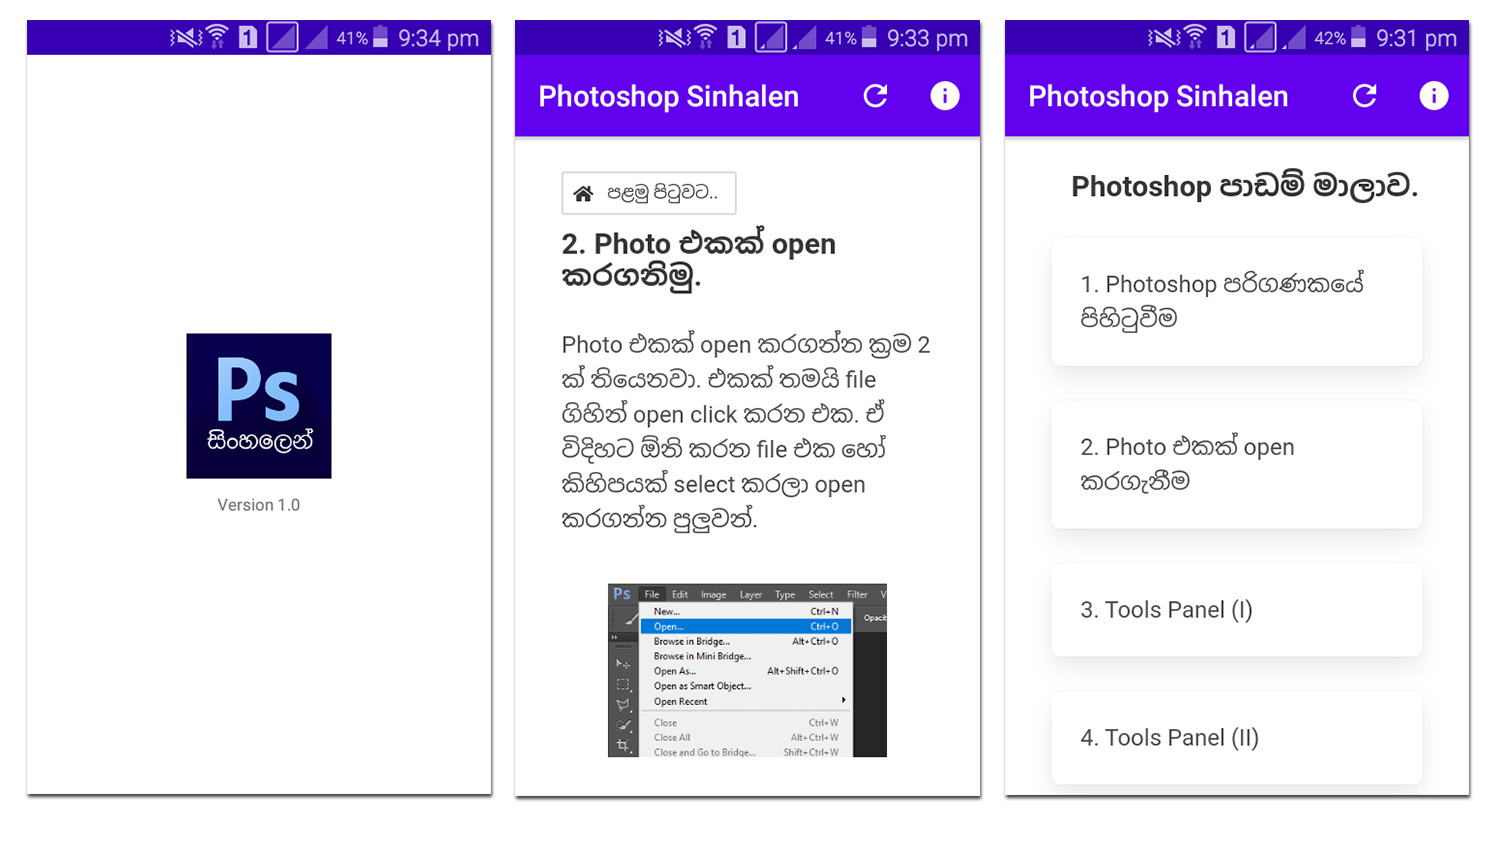 41% 9:34 pm
Ps
සිංහලෙන්
Version 1.0
1 41% 9:33 pm
Photoshop Sinhalen
පළමු පිටුවට..
2. Photo එකක් open
කරගනිමු.
Photo එකක් open කරගන්න ක්‍රම 2
ක් තියෙනවා. එකක් තමයි file
ගිහින් open click කරන එක. ඒ
විදිහට ඕනි කරන file එක හෝ
කිහිපයක් select කරලා open
කරගන්න පුලුවන්.
Ps File Edit Image Layer Type Select Filter V
New... Ctrl+N
Open... Ctrl+O
Browse in Bridge... Alt+Ctrl+O
Browse in Mini Bridge...
Open As... Alt+Shift+Ctrl+O
Open as Smart Object...
Open Recent
Close Ctrl+W
Close All Alt+Ctrl+W
Close and Go to Bridge... Shift+Ctrl+W
Opacit
1 42% 9:31 pm
Photoshop Sinhalen
Photoshop පාඩම් මාලාව.
1. Photoshop පරිගණකයේ
පිහිටුවීම
2. Photo එකක් open
කරගැනීම
3. Tools Panel (I)
4. Tools Panel (II)